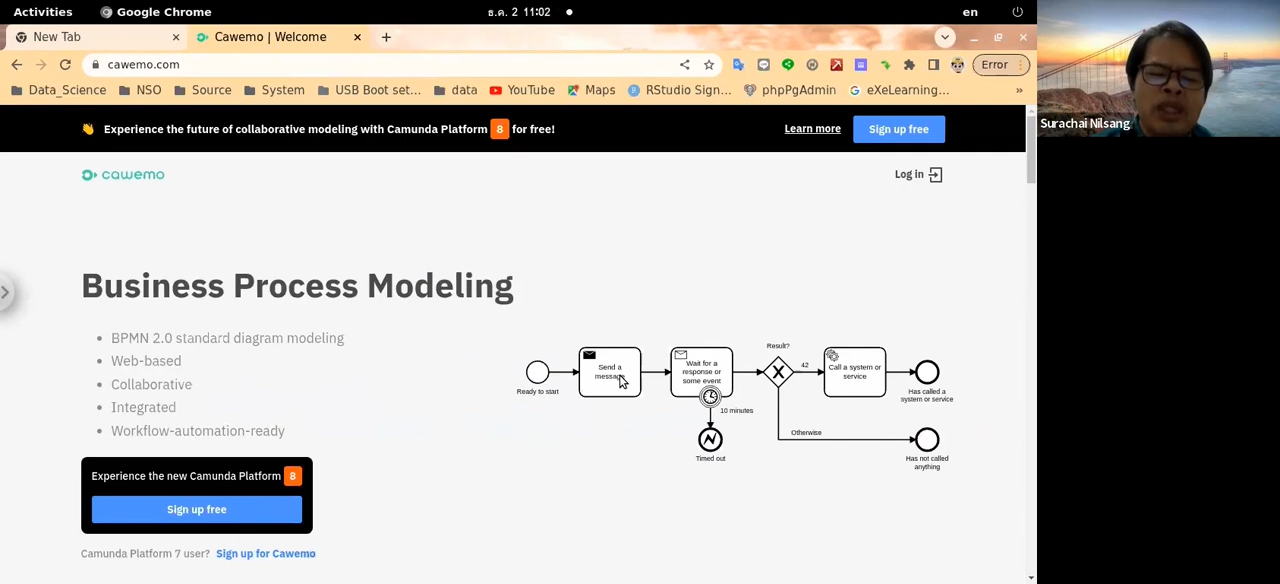 Activities
Google Chrome
ธ.ค. 2 11:02
en
New Tab
Cawemo | Welcome
cawemo.com
Error
Data_Science
NSO
Source
System
USB Boot set...
data
YouTube
Maps
RStudio Sign...
phpPgAdmin
eXeLearning...
»
Surachai Nilsang
👋 Experience the future of collaborative modeling with Camunda Platform 8 for free!
Learn more
Sign up free
cawemo
Log in
Business Process Modeling
• BPMN 2.0 standard diagram modeling
• Web-based
• Collaborative
• Integrated
• Workflow-automation-ready
Experience the new Camunda Platform 8
Sign up free
Camunda Platform 7 user? Sign up for Cawemo
Ready to start
Send a
message
Wait for a
response or
some event
10 minutes
Timed out
Result?
42
Otherwise
Call a system or
service
Has called a
system or service
Has not called
anything